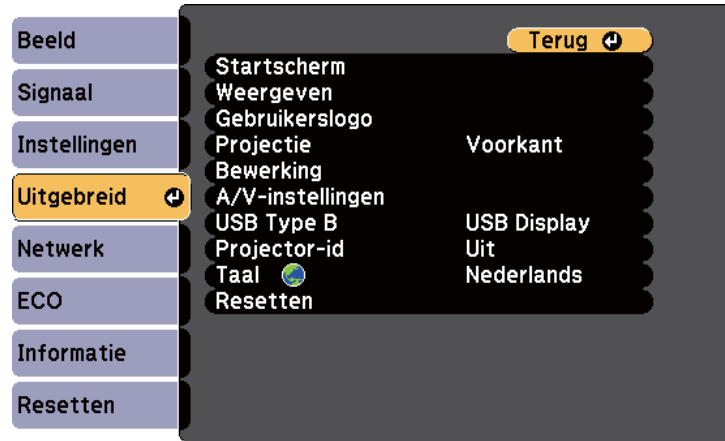 Beeld
Signaal
Instellingen
Uitgebreid
Netwerk
ECO
Informatie
Resetten
Terug
Startscherm
Weergeven
Gebruikerslogo
Projectie Voorkant
Bewerking
A/V-instellingen
USB Type B USB Display
Projector-id Uit
Taal Nederlands
Resetten